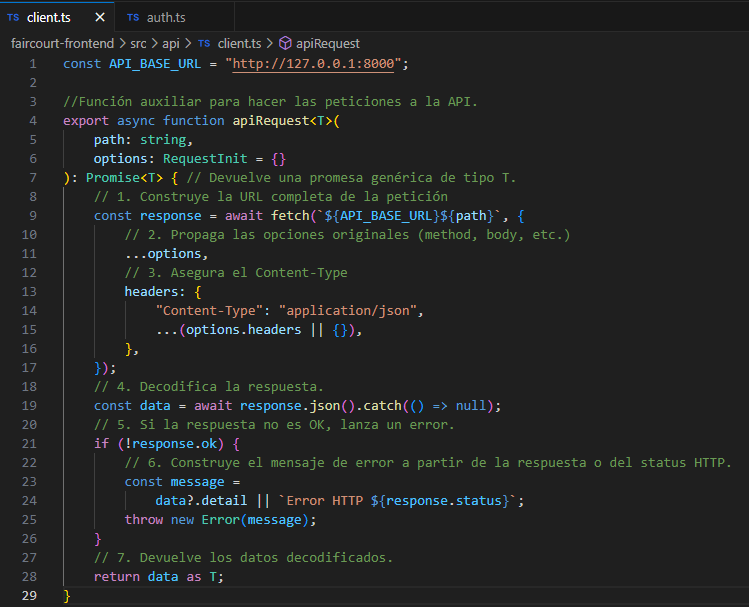 TS client.ts × TS auth.ts
faircourt-frontend > src > api > TS client.ts > apiRequest
1 const API_BASE_URL = "http://127.0.0.1:8000";
2
3 //Función auxiliar para hacer las peticiones a la API.
4 export async function apiRequest<T>(
5     path: string,
6     options: RequestInit = {}
7 ): Promise<T> { // Devuelve una promesa genérica de tipo T.
8     // 1. Construye la URL completa de la petición
9     const response = await fetch(`${API_BASE_URL}${path}`, {
10         // 2. Propaga las opciones originales (method, body, etc.)
11         ...options,
12         // 3. Asegura el Content-Type
13         headers: {
14             "Content-Type": "application/json",
15             ...(options.headers || {}),
16         },
17     });
18     // 4. Decodifica la respuesta.
19     const data = await response.json().catch(() => null);
20     // 5. Si la respuesta no es OK, lanza un error.
21     if (!response.ok) {
22         // 6. Construye el mensaje de error a partir de la respuesta o del status HTTP.
23         const message =
24             data?.detail || `Error HTTP ${response.status}`;
25         throw new Error(message);
26     }
27     // 7. Devuelve los datos decodificados.
28     return data as T;
29 }